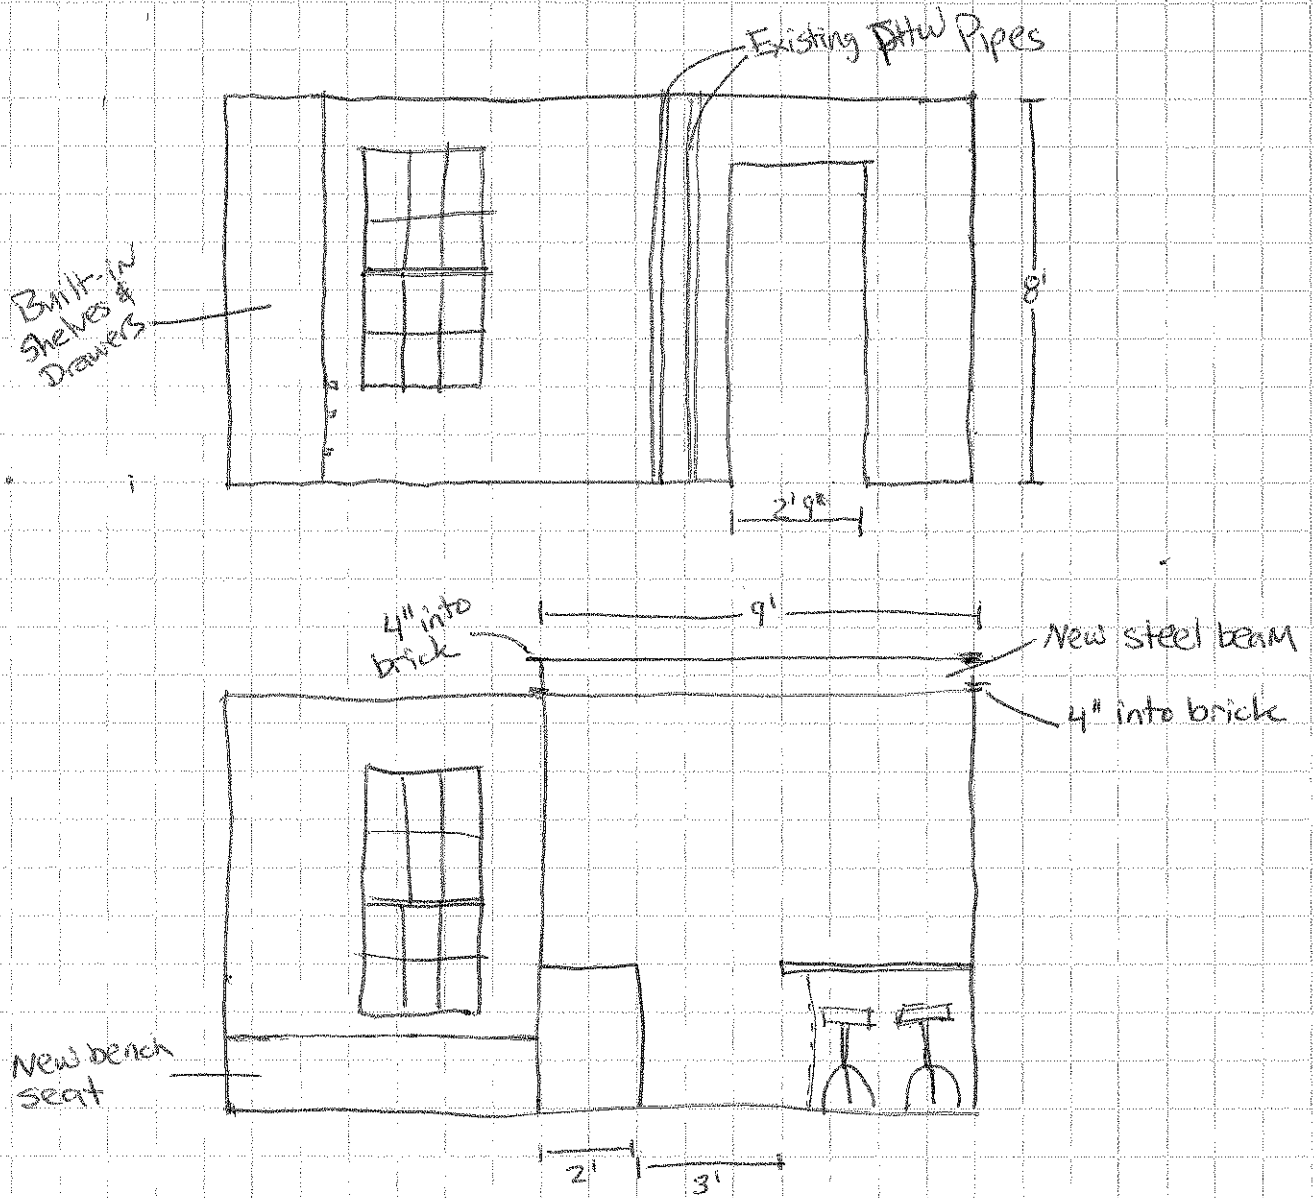 Existing DHW Pipes
Built-in
Shelves &
Drawers
8'
2' 9"
9'
4" into
brick
New steel beam
4" into brick
New bench
seat
2'
3'